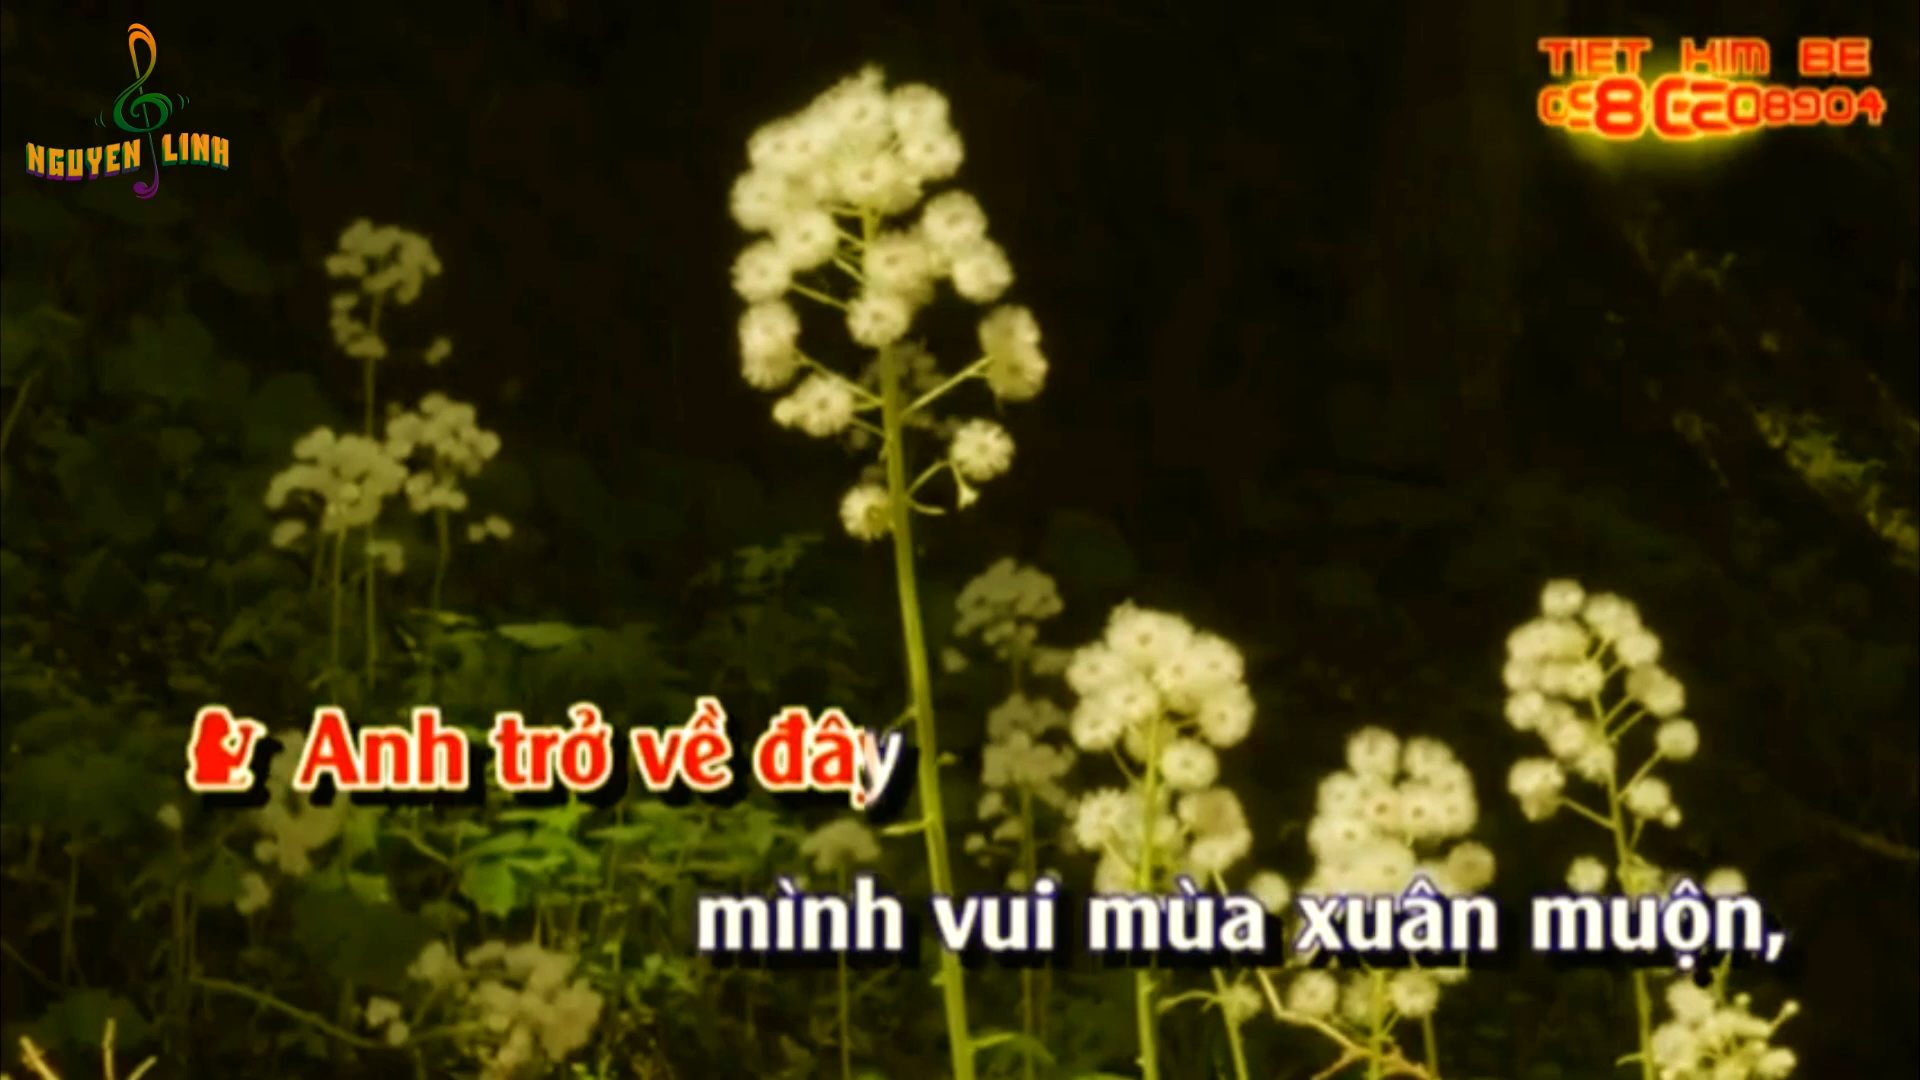 NGUYEN LINH
TIET KIM BE
Anh trở về đây
mình vui mùa xuân muộn,